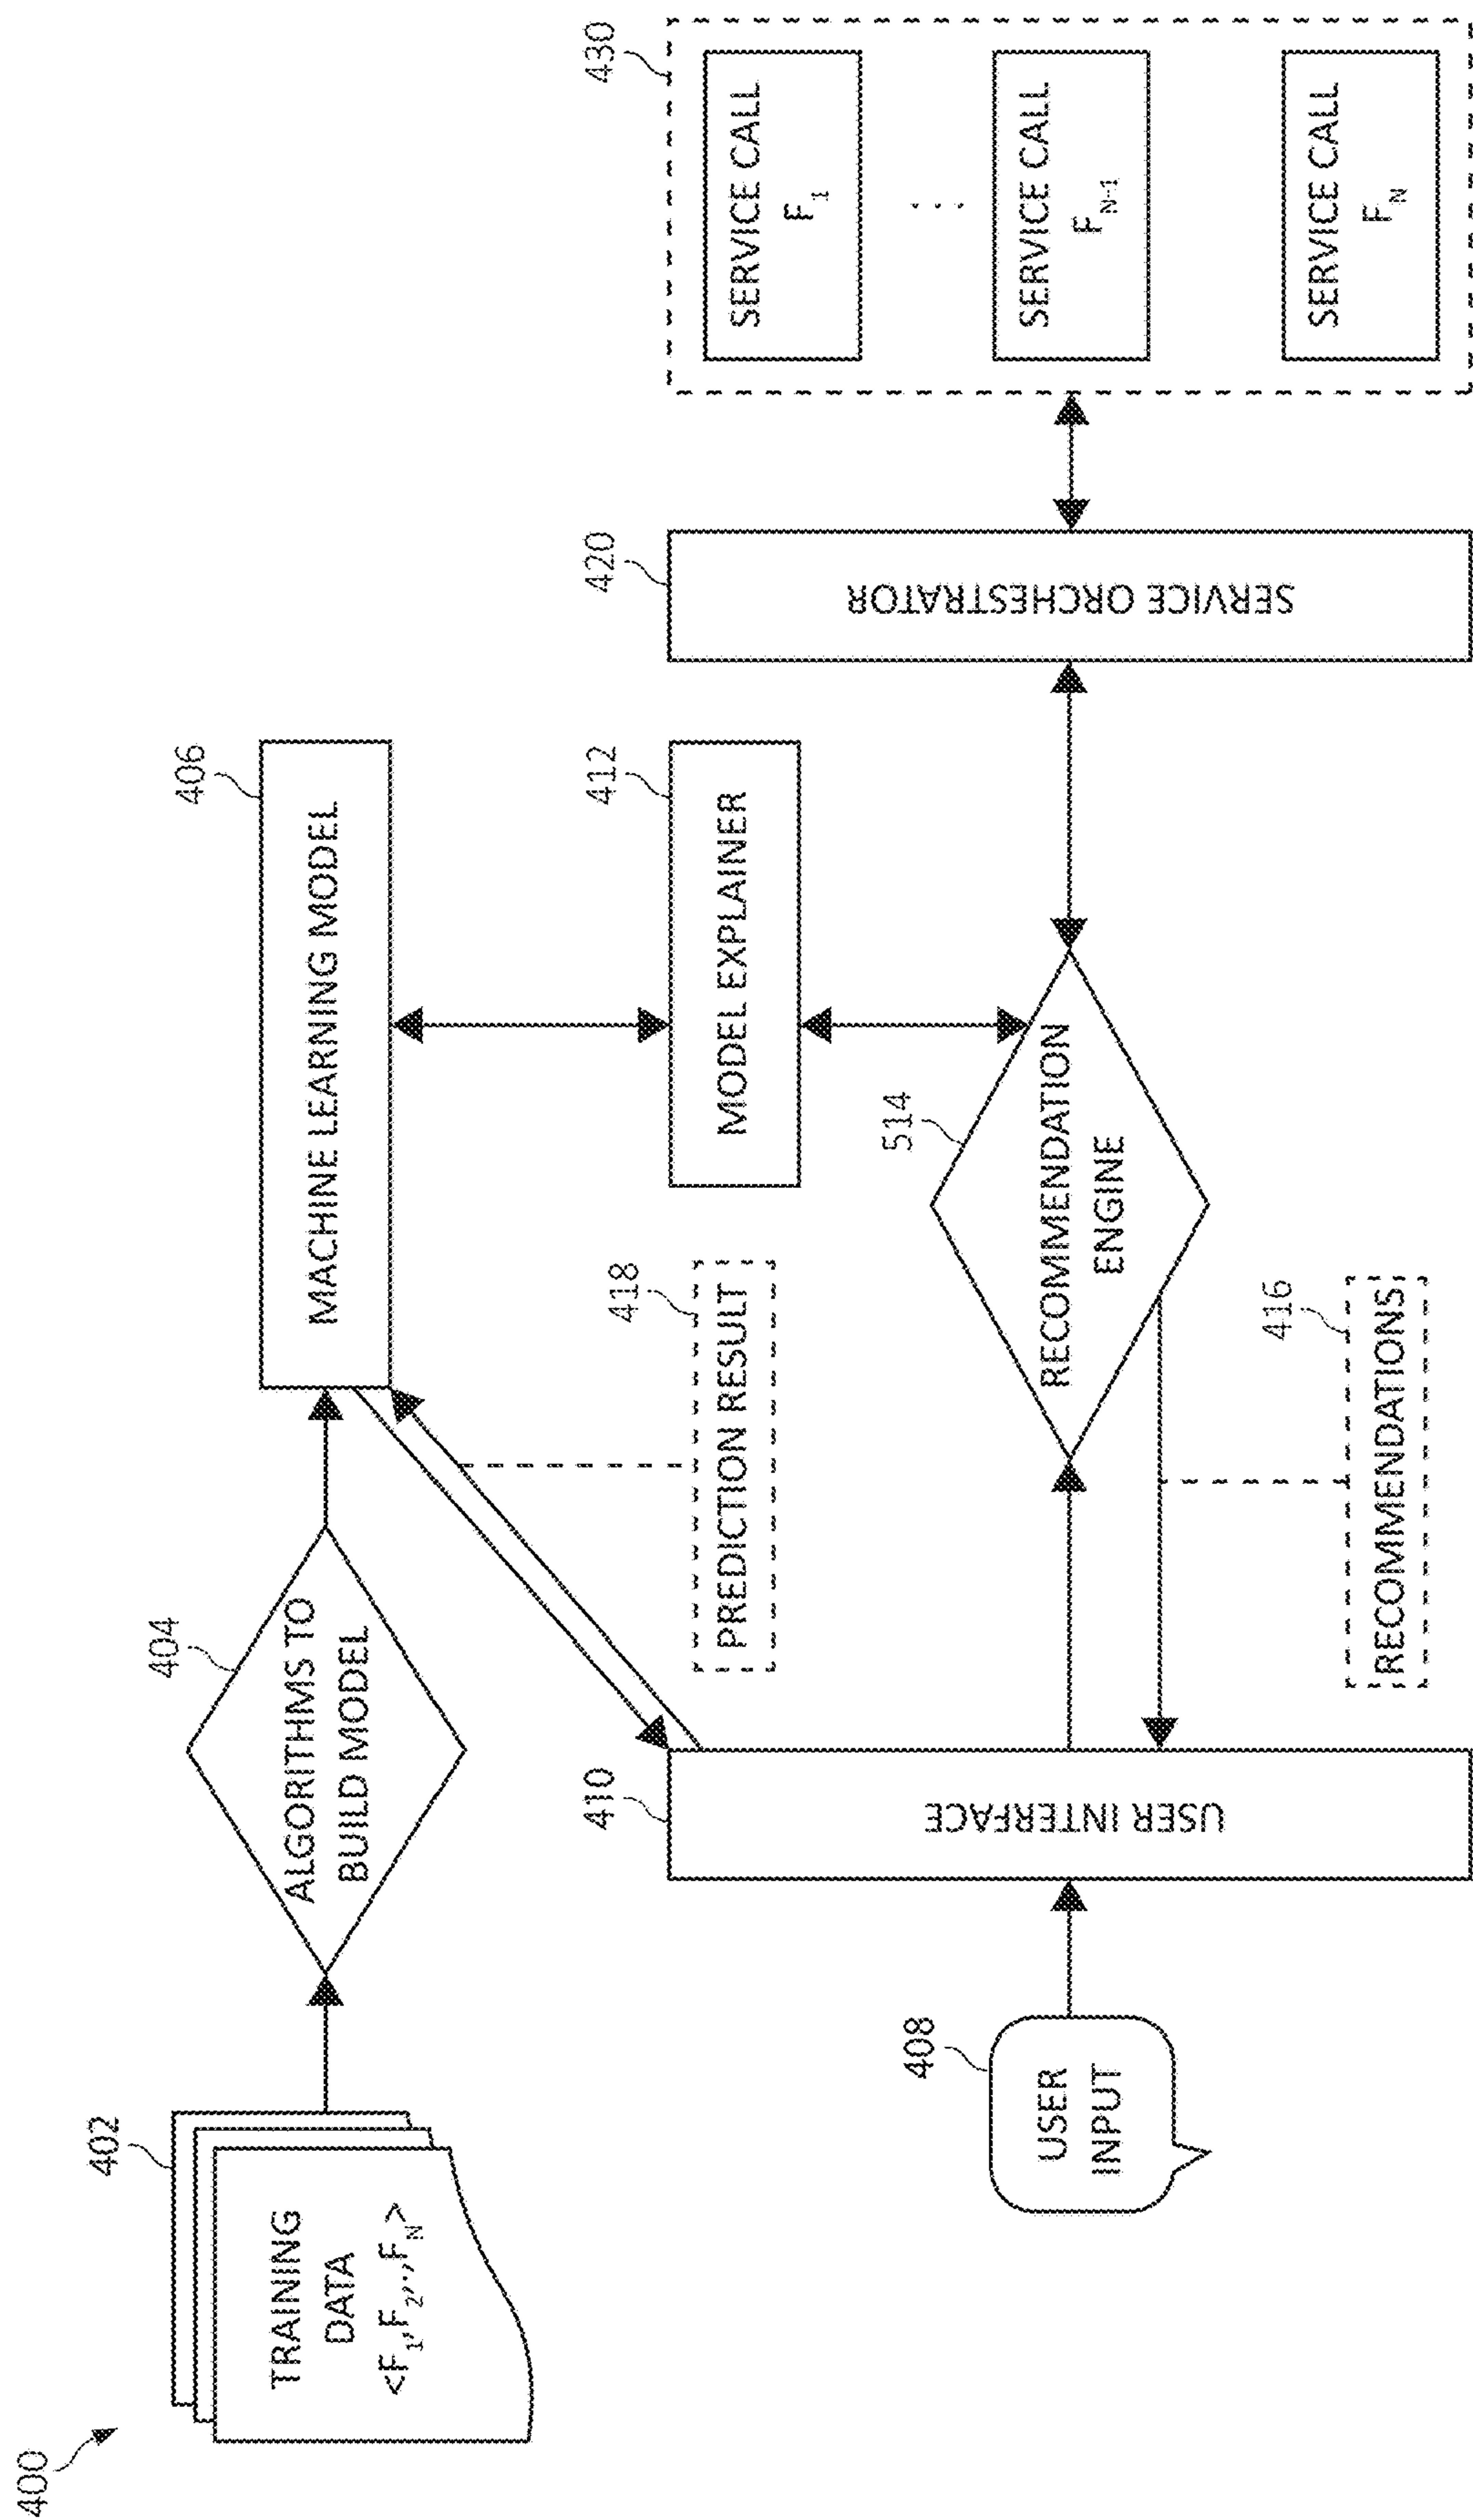 400
402
TRAINING
DATA
<F1,F2,..,FN>
404
ALGORITHMS TO
BUILD MODEL
406
MACHINE LEARNING MODEL
408
USER
INPUT
410
USER INTERFACE
418
PREDICTION RESULT
412
MODEL EXPLAINER
514
RECOMMENDATION
ENGINE
416
RECOMMENDATIONS
420
SERVICE ORCHESTRATOR
430
SERVICE CALL
F1
...
SERVICE CALL
FN-1
SERVICE CALL
FN